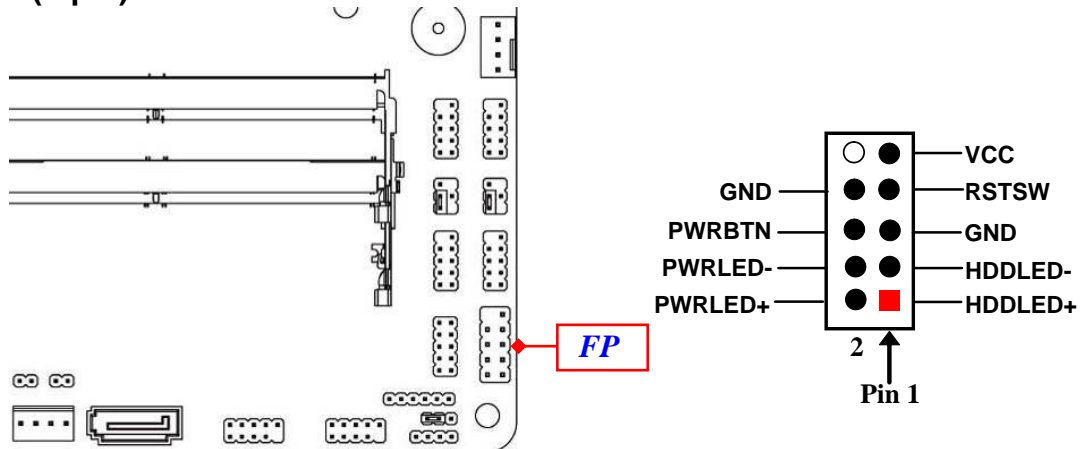 VCC
GND
RSTSW
PWRBTN
GND
PWRLED-
HDDLED-
PWRLED+
HDDLED+
FP
2
Pin 1